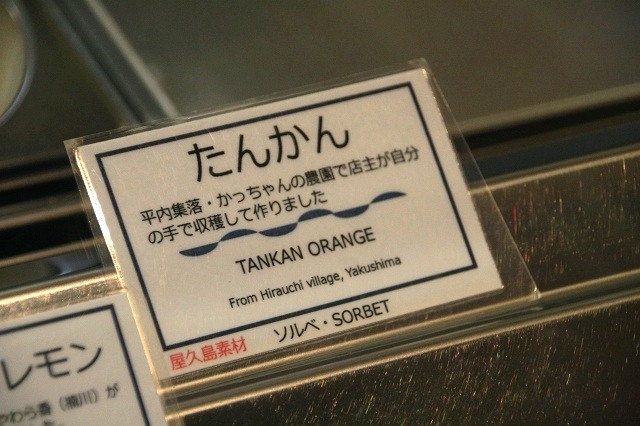 たんかん
平内集落・かっちゃんの農園で店主が自分
の手で収穫して作りました
TANKAN ORANGE
From Hirauchi village, Yakushima
屋久島素材
ソルベ・SORBET
レモン